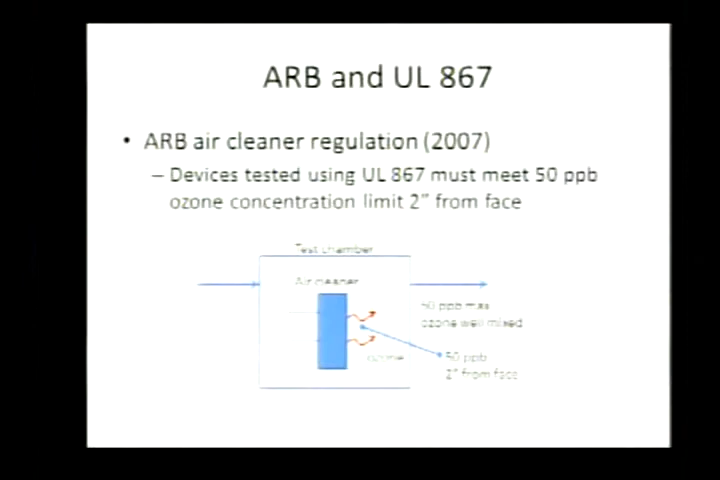 ARB and UL 867
• ARB air cleaner regulation (2007)
– Devices tested using UL 867 must meet 50 ppb
ozone concentration limit 2" from face
Test chamber
Air cleaner
50 ppb max
ozone well mixed
ozone
50 ppb
2" from face